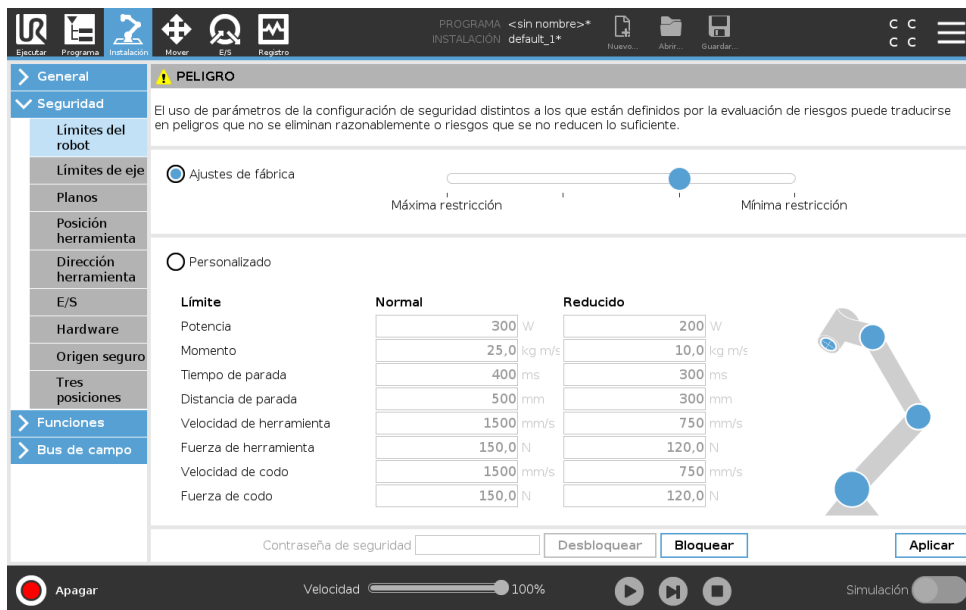 UR
Ejecutar
Programa
Instalación
Mover
E/S
Registro
PROGRAMA <sin nombre>*
INSTALACIÓN default_1*
Nuevo...
Abrir...
Guardar...
C C
C C
General
Seguridad
Límites del
robot
Límites de eje
Planos
Posición
herramienta
Dirección
herramienta
E/S
Hardware
Origen seguro
Tres
posiciones
Funciones
Bus de campo
PELIGRO
El uso de parámetros de la configuración de seguridad distintos a los que están definidos por la evaluación de riesgos puede traducirse
en peligros que no se eliminan razonablemente o riesgos que se no reducen lo suficiente.
Ajustes de fábrica
Máxima restricción Mínima restricción
Personalizado
Límite Normal Reducido
Potencia 300 W 200 W
Momento 25,0 kg m/s 10,0 kg m/s
Tiempo de parada 400 ms 300 ms
Distancia de parada 500 mm 300 mm
Velocidad de herramienta 1500 mm/s 750 mm/s
Fuerza de herramienta 150,0 N 120,0 N
Velocidad de codo 1500 mm/s 750 mm/s
Fuerza de codo 150,0 N 120,0 N
Contraseña de seguridad Desbloquear Bloquear Aplicar
Apagar Velocidad 100% Simulación